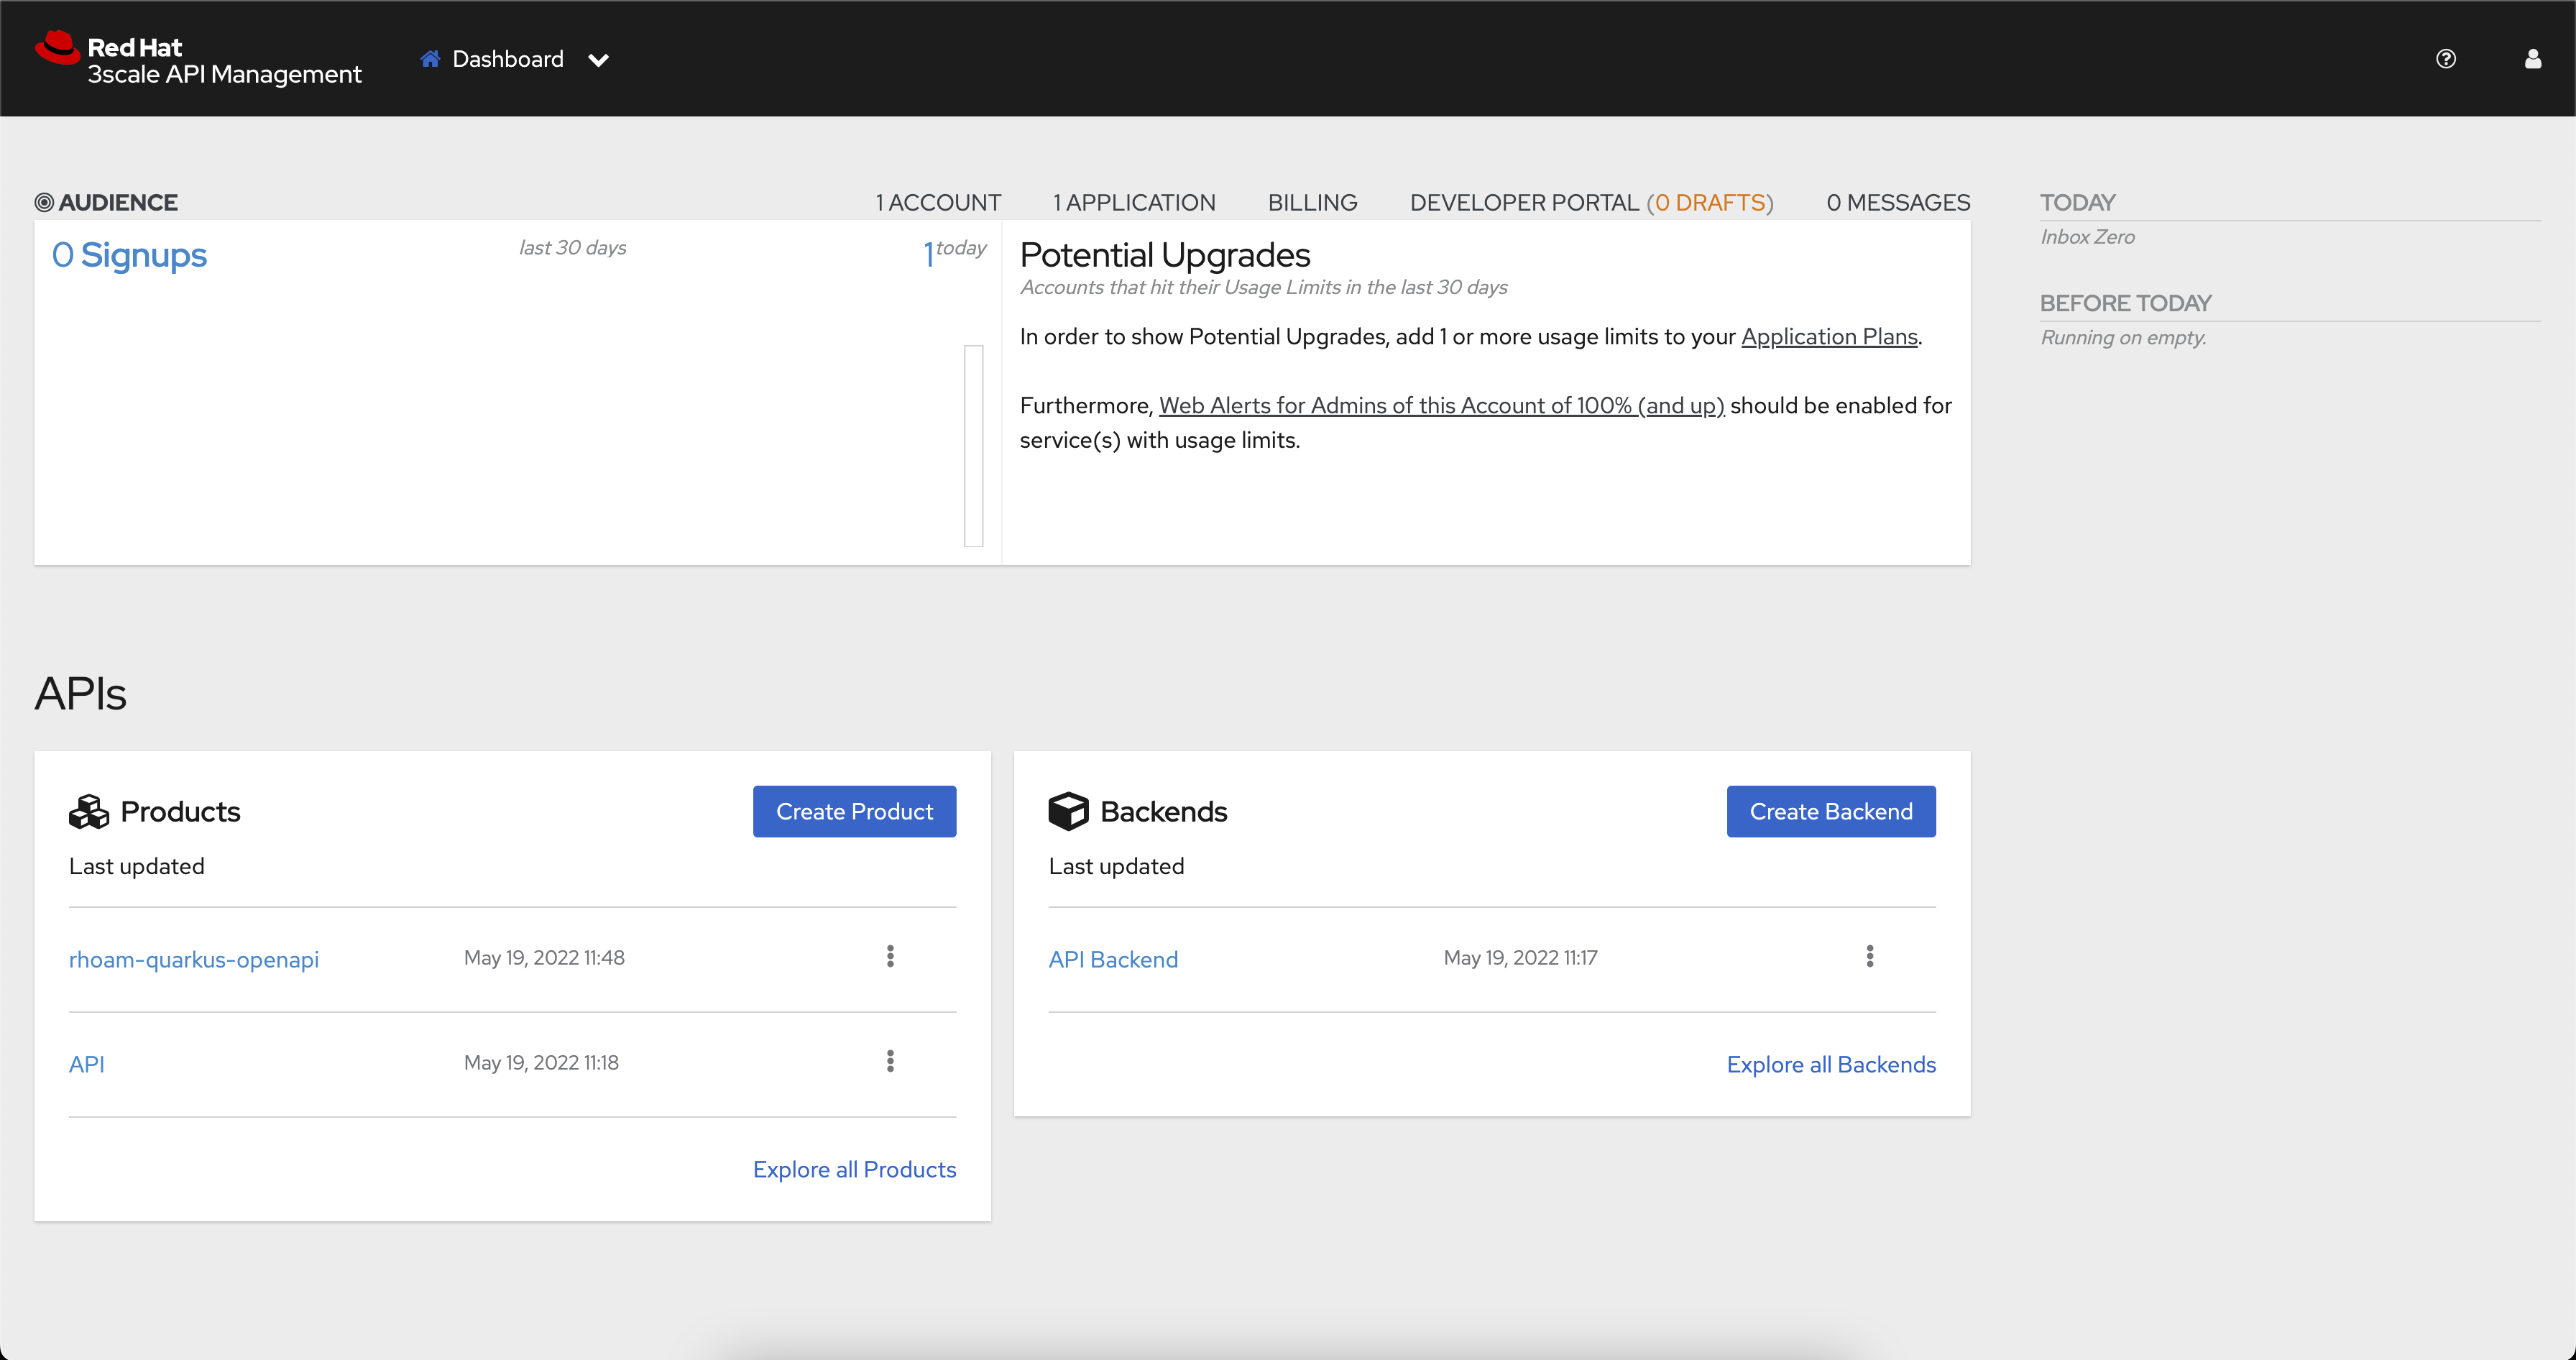 Red Hat
3scale API Management
Dashboard
AUDIENCE
1 ACCOUNT
1 APPLICATION
BILLING
DEVELOPER PORTAL (0 DRAFTS)
0 MESSAGES
0 Signups
last 30 days
1 today
Potential Upgrades
Accounts that hit their Usage Limits in the last 30 days
In order to show Potential Upgrades, add 1 or more usage limits to your Application Plans.
Furthermore, Web Alerts for Admins of this Account of 100% (and up) should be enabled for
service(s) with usage limits.
TODAY
Inbox Zero
BEFORE TODAY
Running on empty.
APIs
Products
Create Product
Last updated
rhoam-quarkus-openapi
May 19, 2022 11:48
API
May 19, 2022 11:18
Explore all Products
Backends
Create Backend
Last updated
API Backend
May 19, 2022 11:17
Explore all Backends